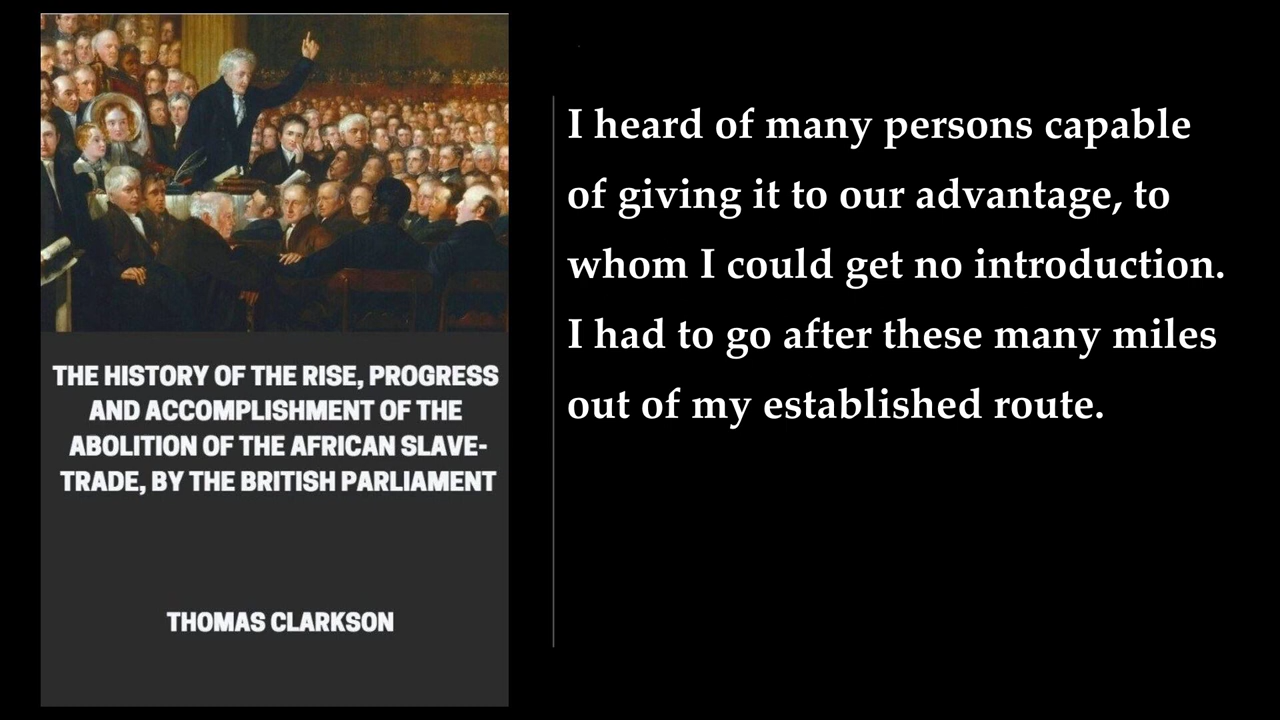 THE HISTORY OF THE RISE, PROGRESS
AND ACCOMPLISHMENT OF THE
ABOLITION OF THE AFRICAN SLAVE-
TRADE, BY THE BRITISH PARLIAMENT
THOMAS CLARKSON
I heard of many persons capable
of giving it to our advantage, to
whom I could get no introduction.
I had to go after these many miles
out of my established route.